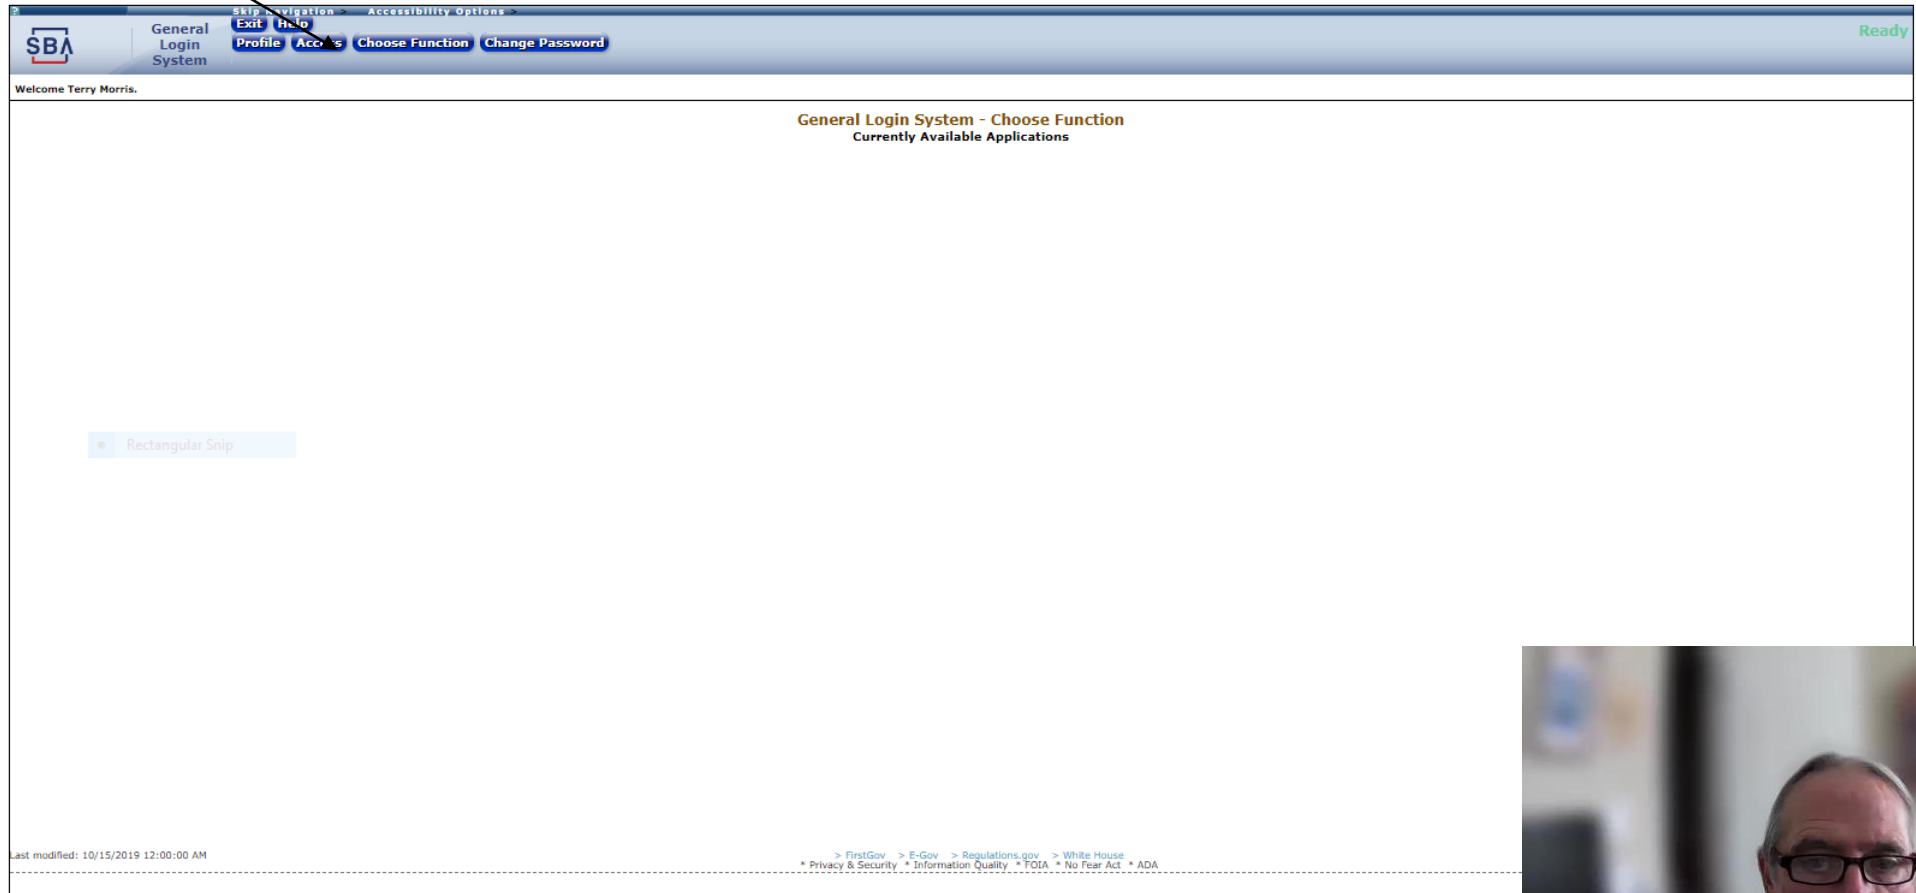 ?
Skip Navigation > Accessibility Options >
SBA
General
Login
System
Exit Help
Profile Access Choose Function Change Password
Ready
Welcome Terry Morris.
General Login System - Choose Function
Currently Available Applications
Rectangular Snip
Last modified: 10/15/2019 12:00:00 AM
> FirstGov > E-Gov > Regulations.gov > White House
* Privacy & Security * Information Quality * FOIA * No Fear Act * ADA